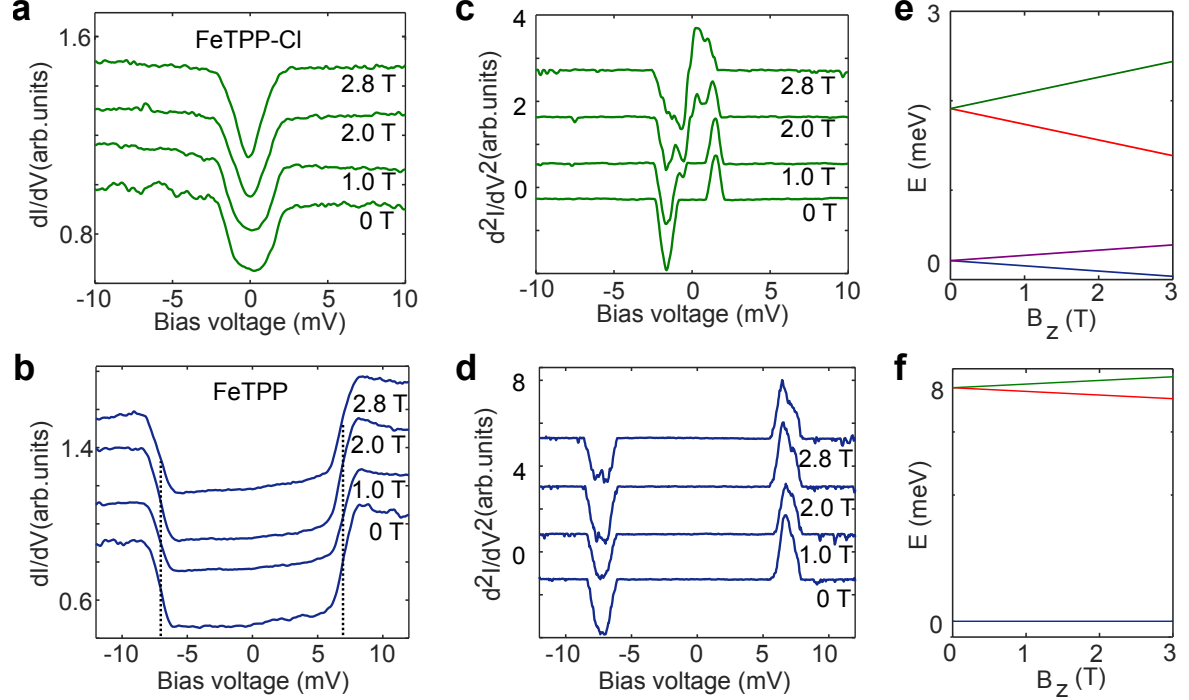 a
1.6
FeTPP-Cl
2.8 T
2.0 T
1.0 T
0 T
0.8
dI/dV(arb.units)
-10
-5
0
5
10
Bias voltage (mV)
c
4
2
0
2.8 T
2.0 T
1.0 T
0 T
d²I/dV²(arb.units)
-10
-5
0
5
10
Bias voltage (mV)
e
3
0
E (meV)
0
1
2
3
B_z (T)
b
FeTPP
1.4
0.6
2.8 T
2.0 T
1.0 T
0 T
dI/dV(arb.units)
-10
-5
0
5
10
Bias voltage (mV)
d
8
4
0
2.8 T
2.0 T
1.0 T
0 T
d²I/dV²(arb.units)
-10
-5
0
5
10
Bias voltage (mV)
f
8
0
E (meV)
0
1
2
3
B_z (T)